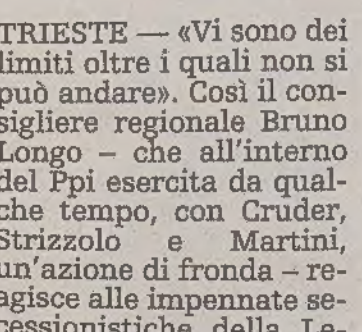 TRIESTE — «Vi sono dei
limiti oltre i quali non si
può andare». Così il con-
sigliere regionale Bruno
Longo – che all'interno
del Ppi esercita da qual-
che tempo, con Cruder,
Strizzolo e Martini,
un'azione di fronda – re-
agisce alle impennate se-
cessionistiche della Le-